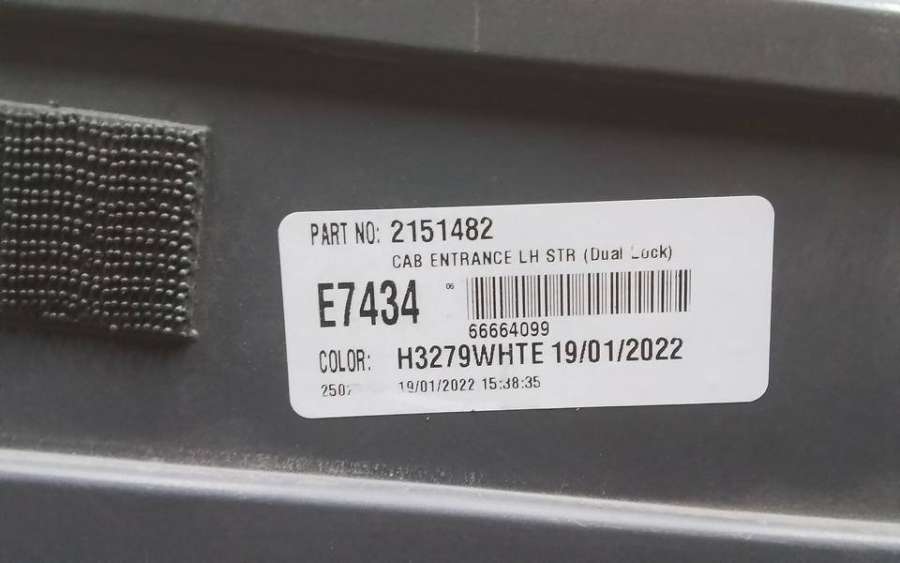 PART NO: 2151482
CAB ENTRANCE LH STR (Dual Lock)
E7434 06
66664099
COLOR: H3279WHTE 19/01/2022
19/01/2022 15:38:35